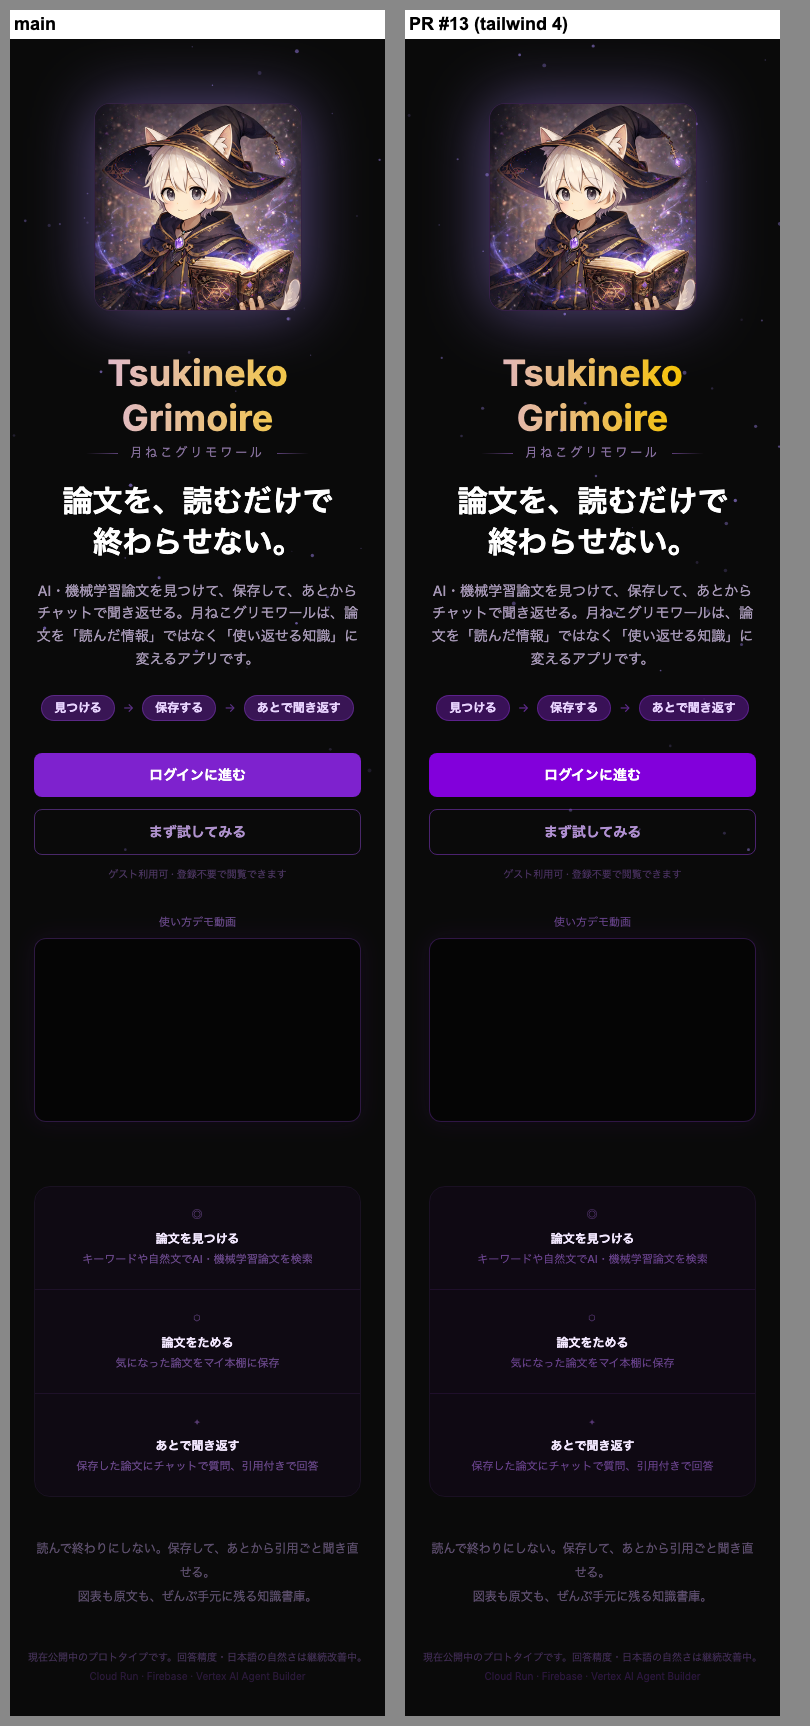 main
Tsukineko
Grimoire
月ねこグリモワール
論文を、読むだけで
終わらせない。
AI・機械学習論文を見つけて、保存して、あとから
チャットで聞き返せる。月ねこグリモワールは、論
文を「読んだ情報」ではなく「使い返せる知識」に
変えるアプリです。
見つける → 保存する → あとで聞き返す
ログインに進む
まず試してみる
ゲスト利用可・登録不要で閲覧できます
使い方デモ動画
論文を見つける
キーワードや自然文でAI・機械学習論文を検索
論文をためる
気になった論文をマイ本棚に保存
あとで聞き返す
保存した論文にチャットで質問、引用付きで回答
読んで終わりにしない。保存して、あとから引用ごと聞き直
せる。
図表も原文も、ぜんぶ手元に残る知識書庫。
現在公開中のプロトタイプです。回答精度・日本語の自然さは継続改善中。
Cloud Run · Firebase · Vertex AI Agent Builder
PR #13 (tailwind 4)
Tsukineko
Grimoire
月ねこグリモワール
論文を、読むだけで
終わらせない。
AI・機械学習論文を見つけて、保存して、あとから
チャットで聞き返せる。月ねこグリモワールは、論
文を「読んだ情報」ではなく「使い返せる知識」に
変えるアプリです。
見つける → 保存する → あとで聞き返す
ログインに進む
まず試してみる
ゲスト利用可・登録不要で閲覧できます
使い方デモ動画
論文を見つける
キーワードや自然文でAI・機械学習論文を検索
論文をためる
気になった論文をマイ本棚に保存
あとで聞き返す
保存した論文にチャットで質問、引用付きで回答
読んで終わりにしない。保存して、あとから引用ごと聞き直
せる。
図表も原文も、ぜんぶ手元に残る知識書庫。
現在公開中のプロトタイプです。回答精度・日本語の自然さは継続改善中。
Cloud Run · Firebase · Vertex AI Agent Builder